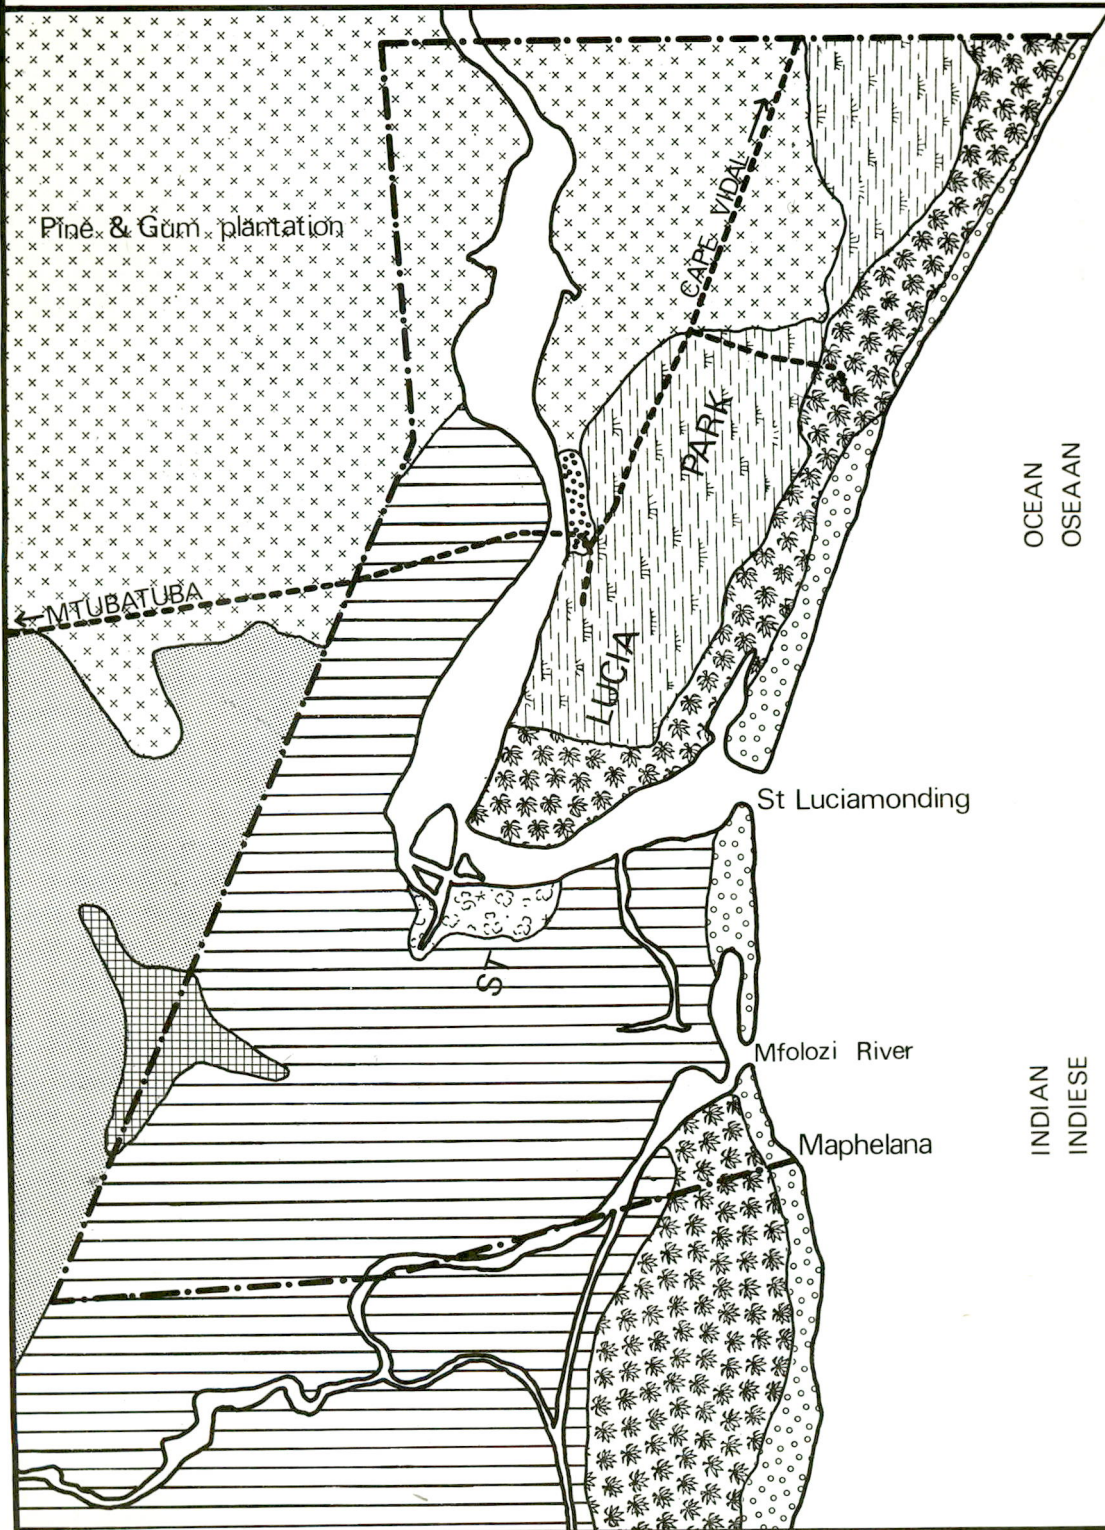 Pine & Gum plantation
CAPE VIDAL →
← MTUBATUBA
ST LUCIA PARK
St Luciamonding
Mfolozi River
Maphelana
INDIAN OCEAN
INDIESE OSEAAN